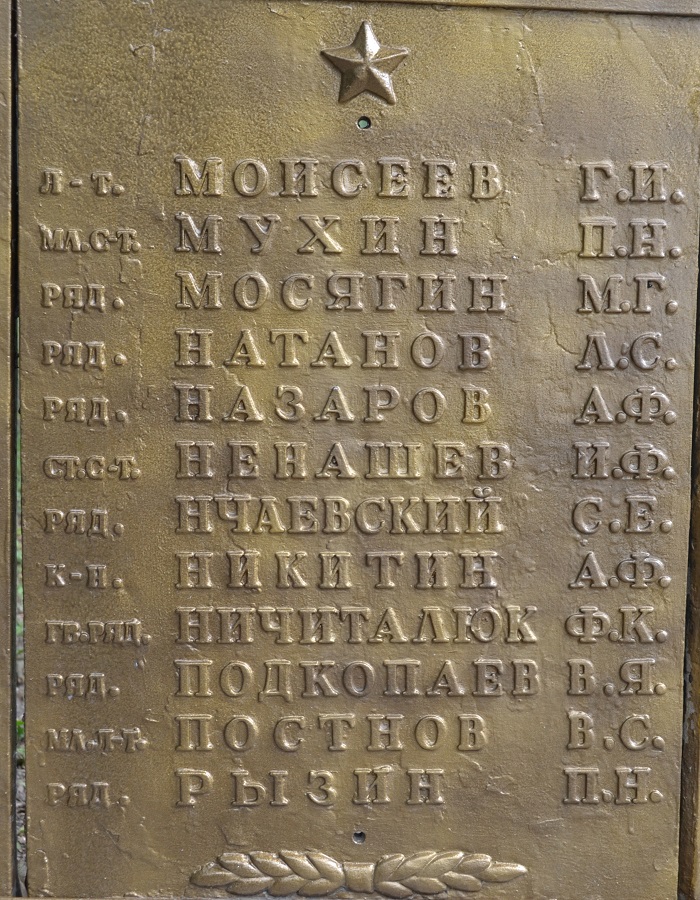 Л-Т. МОИСЕЕВ Г.И.
МЛ.С-Т. МУХИН П.Н.
РЯД. МОСЯГИН М.Г.
РЯД. НАТАНОВ Л.С.
РЯД. НАЗАРОВ А.Ф.
СТ.С-Т. НЕНАШЕВ И.Ф.
РЯД. НЧАЕВСКИЙ С.Е.
К-Н. НИКИТИН А.Ф.
ГВ.РЯД. НИЧИТАЛЮК Ф.К.
РЯД. ПОДКОПАЕВ В.Я.
МЛ.Т-Т. ПОСТНОВ В.С.
РЯД. РЫЗИН П.Н.